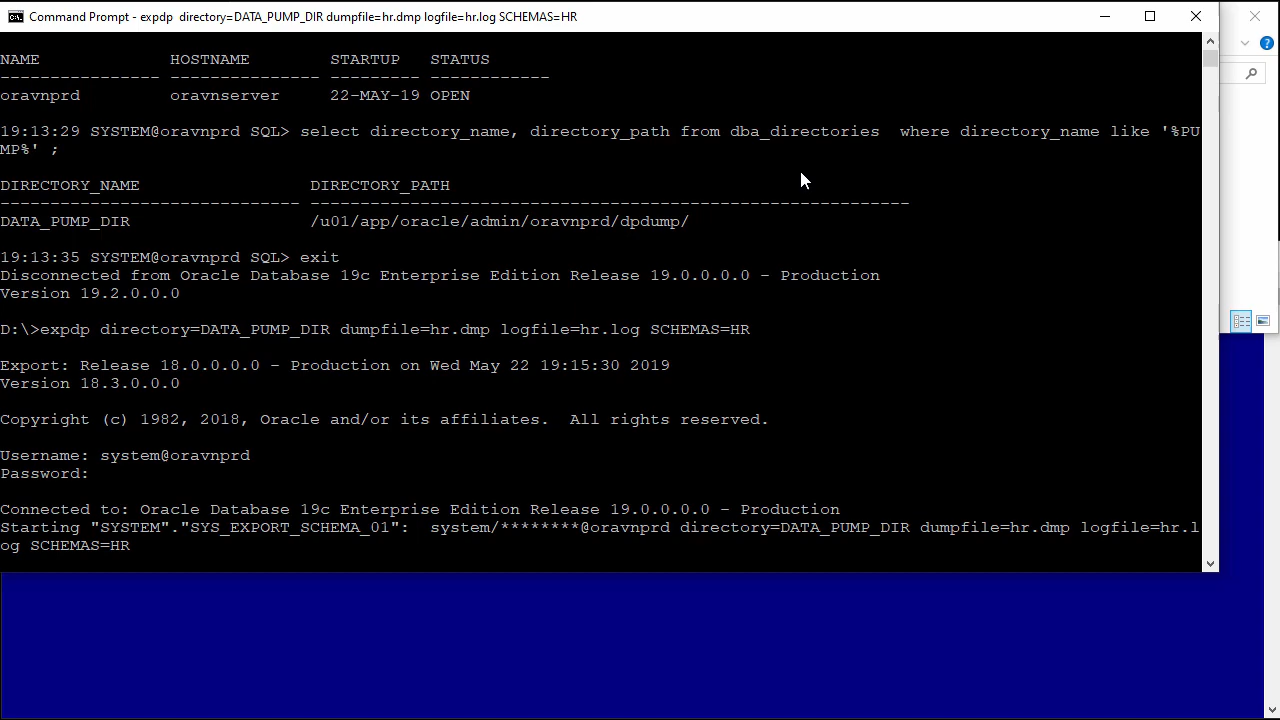 Command Prompt - expdp  directory=DATA_PUMP_DIR dumpfile=hr.dmp logfile=hr.log SCHEMAS=HR
NAME             HOSTNAME        STARTUP   STATUS
---------------- --------------- --------- ------------
oravnprd         oravnserver     22-MAY-19 OPEN
19:13:29 SYSTEM@oravnprd SQL> select directory_name, directory_path from dba_directories  where directory_name like '%PU
MP%' ;
DIRECTORY_NAME                 DIRECTORY_PATH
------------------------------ ------------------------------------------------------------
DATA_PUMP_DIR                  /u01/app/oracle/admin/oravnprd/dpdump/
19:13:35 SYSTEM@oravnprd SQL> exit
Disconnected from Oracle Database 19c Enterprise Edition Release 19.0.0.0.0 - Production
Version 19.2.0.0.0
D:\>expdp directory=DATA_PUMP_DIR dumpfile=hr.dmp logfile=hr.log SCHEMAS=HR
Export: Release 18.0.0.0.0 - Production on Wed May 22 19:15:30 2019
Version 18.3.0.0.0
Copyright (c) 1982, 2018, Oracle and/or its affiliates.  All rights reserved.
Username: system@oravnprd
Password:
Connected to: Oracle Database 19c Enterprise Edition Release 19.0.0.0.0 - Production
Starting "SYSTEM"."SYS_EXPORT_SCHEMA_01":  system/********@oravnprd directory=DATA_PUMP_DIR dumpfile=hr.dmp logfile=hr.l
og SCHEMAS=HR